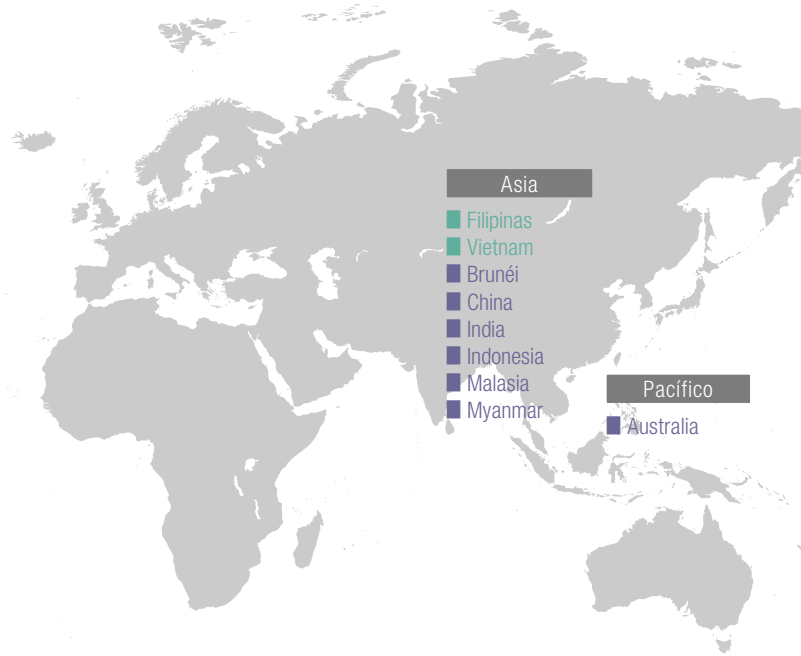 Asia
Filipinas
Vietnam
Brunéi
China
India
Indonesia
Malasia
Myanmar
Pacífico
Australia